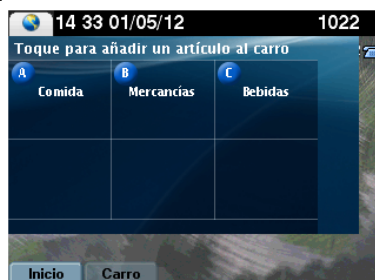 14 33 01/05/12 1022
Toque para añadir un artículo al carro
A B C
Comida Mercancías Bebidas
Inicio Carro